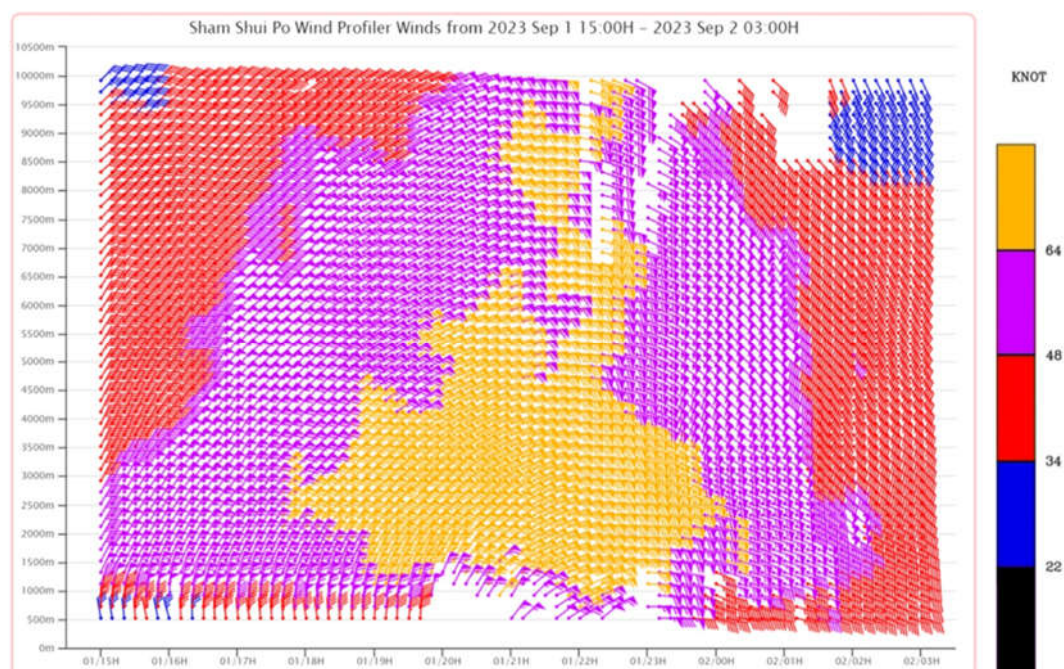 Sham Shui Po Wind Profiler Winds from 2023 Sep 1 15:00H - 2023 Sep 2 03:00H
KNOT
10500m
10000m
9500m
9000m
8500m
8000m
7500m
7000m
6500m
6000m
5500m
5000m
4500m
4000m
3500m
3000m
2500m
2000m
1500m
1000m
500m
0m
64
48
34
22
01/15H 01/16H 01/17H 01/18H 01/19H 01/20H 01/21H 01/22H 01/23H 02/00H 02/01H 02/02H 02/03H